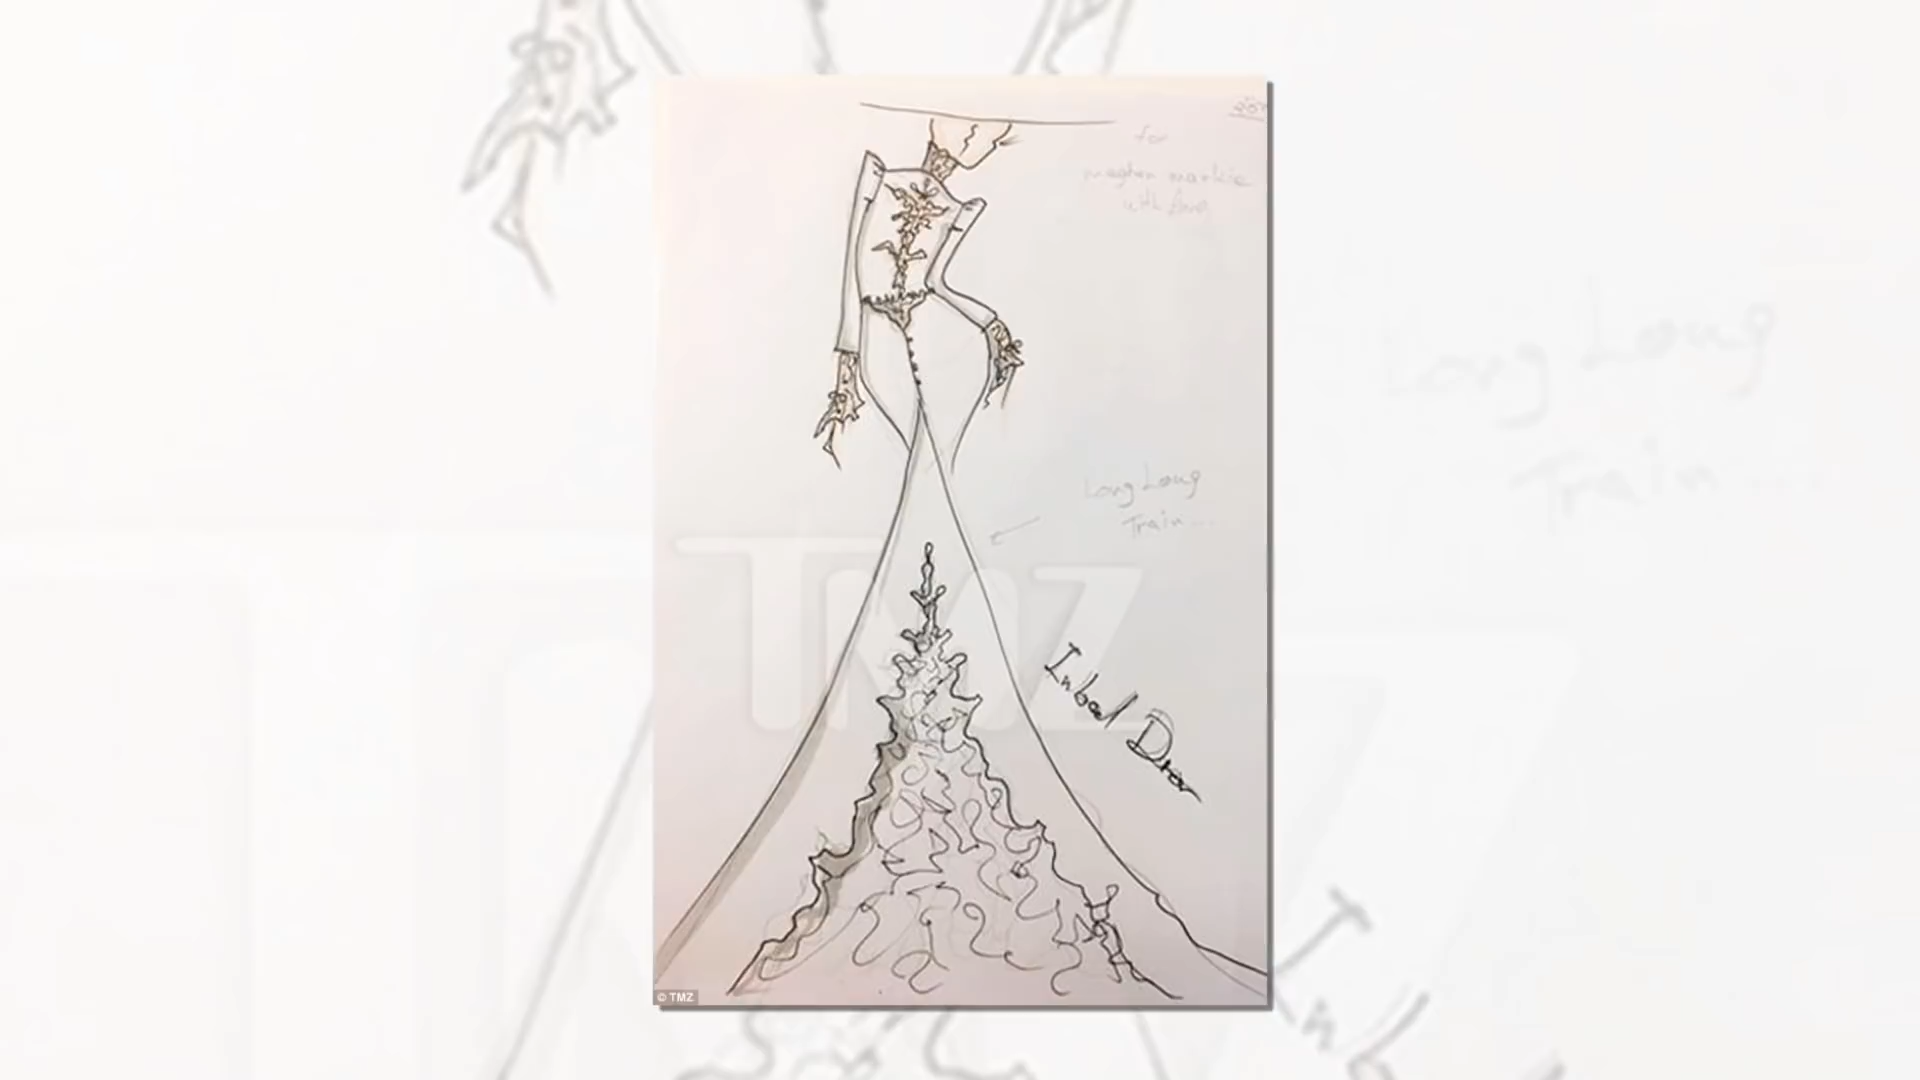 for
meghan markle
with love
Long Long
Train...
TMZ
Inbal Dror
© TMZ